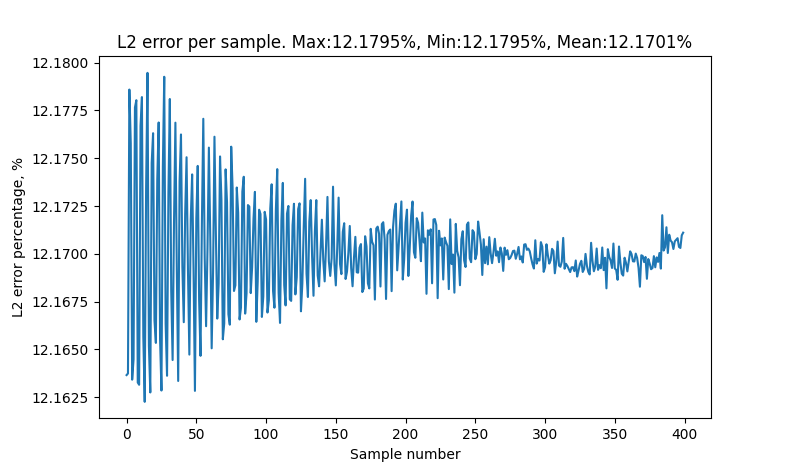 L2 error per sample. Max:12.1795%, Min:12.1795%, Mean:12.1701%
12.1800
12.1775
12.1750
12.1725
12.1700
12.1675
12.1650
12.1625
L2 error percentage, %
0 50 100 150 200 250 300 350 400
Sample number